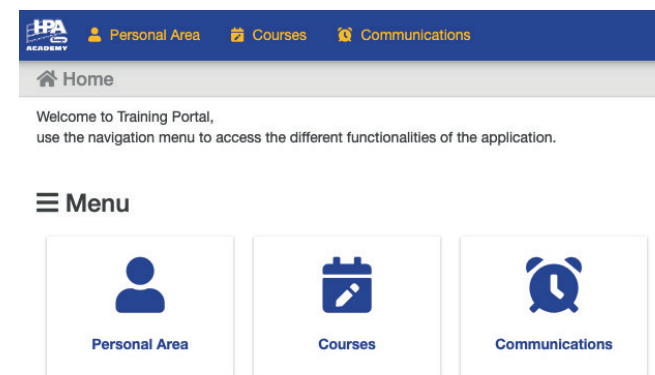 HPA
ACADEMY
Personal Area Courses Communications
Home
Welcome to Training Portal,
use the navigation menu to access the different functionalities of the application.
Menu
Personal Area Courses Communications